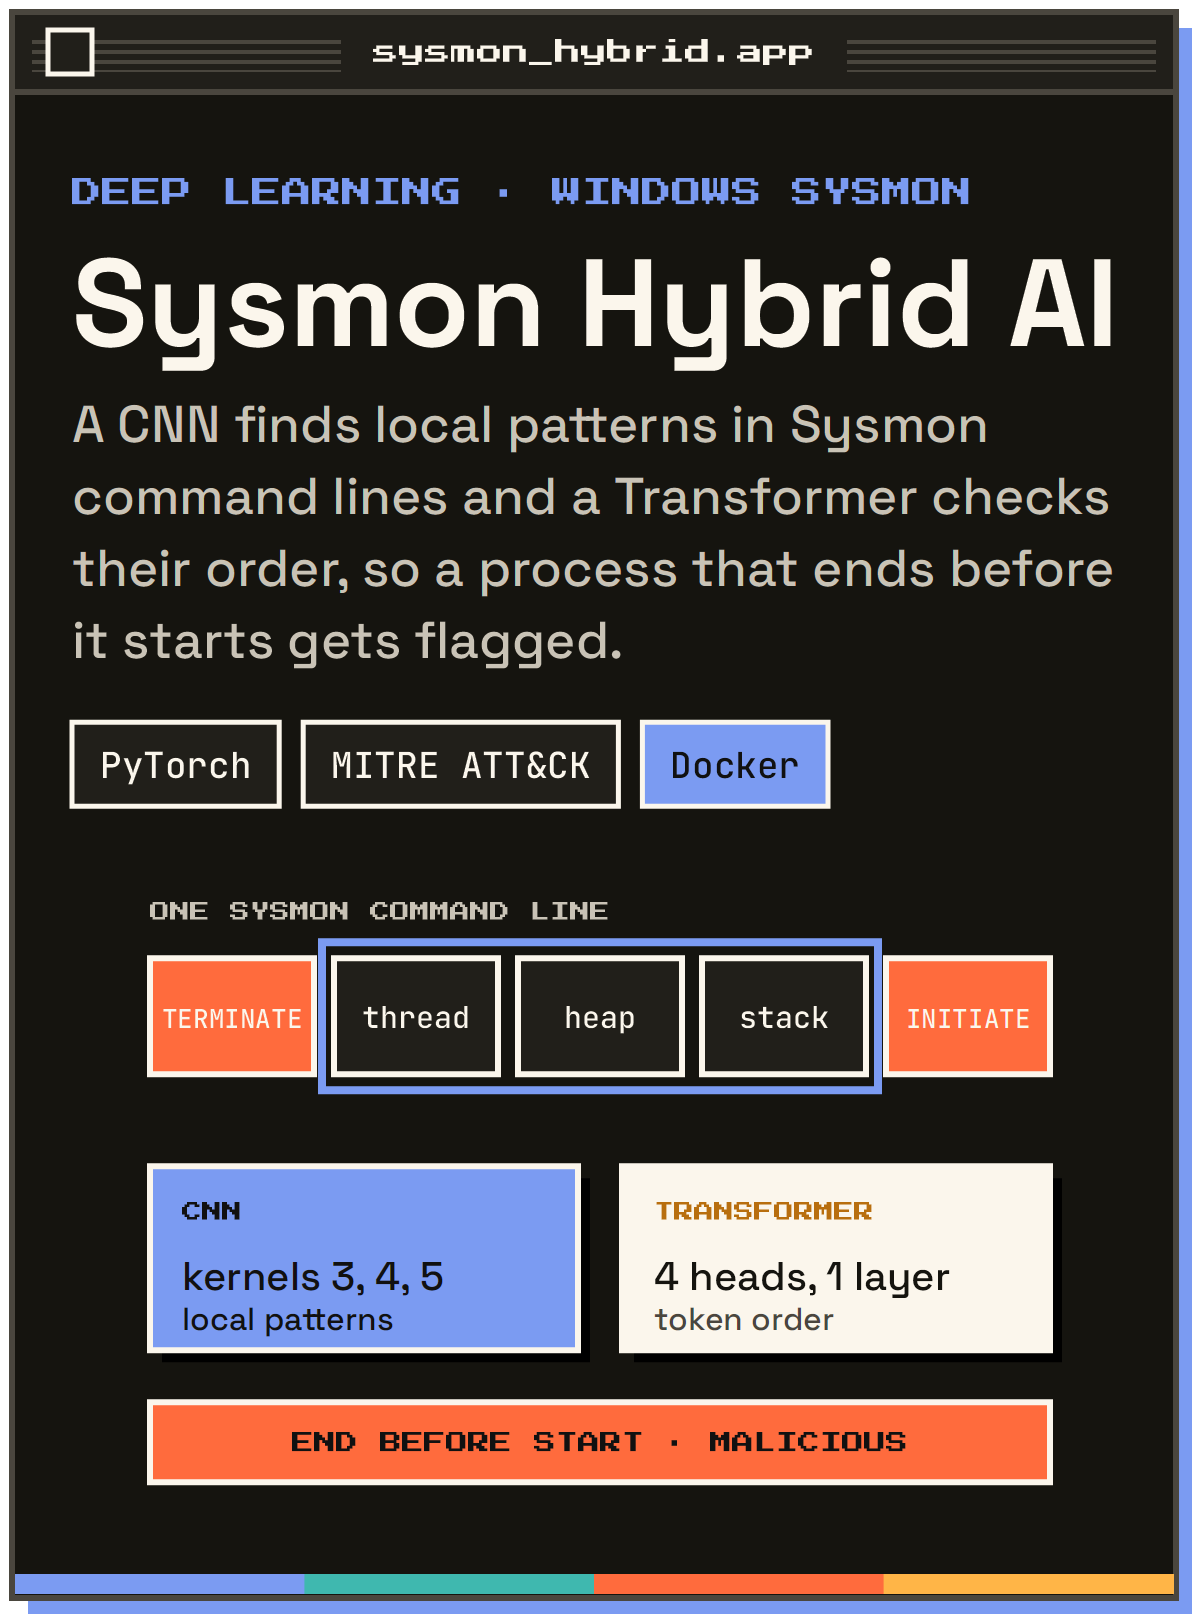 sysmon_hybrid.app
DEEP LEARNING · WINDOWS SYSMON
Sysmon Hybrid AI
A CNN finds local patterns in Sysmon
command lines and a Transformer checks
their order, so a process that ends before
it starts gets flagged.
PyTorch MITRE ATT&CK Docker
ONE SYSMON COMMAND LINE
TERMINATE thread heap stack INITIATE
CNN
kernels 3, 4, 5
local patterns
TRANSFORMER
4 heads, 1 layer
token order
END BEFORE START · MALICIOUS